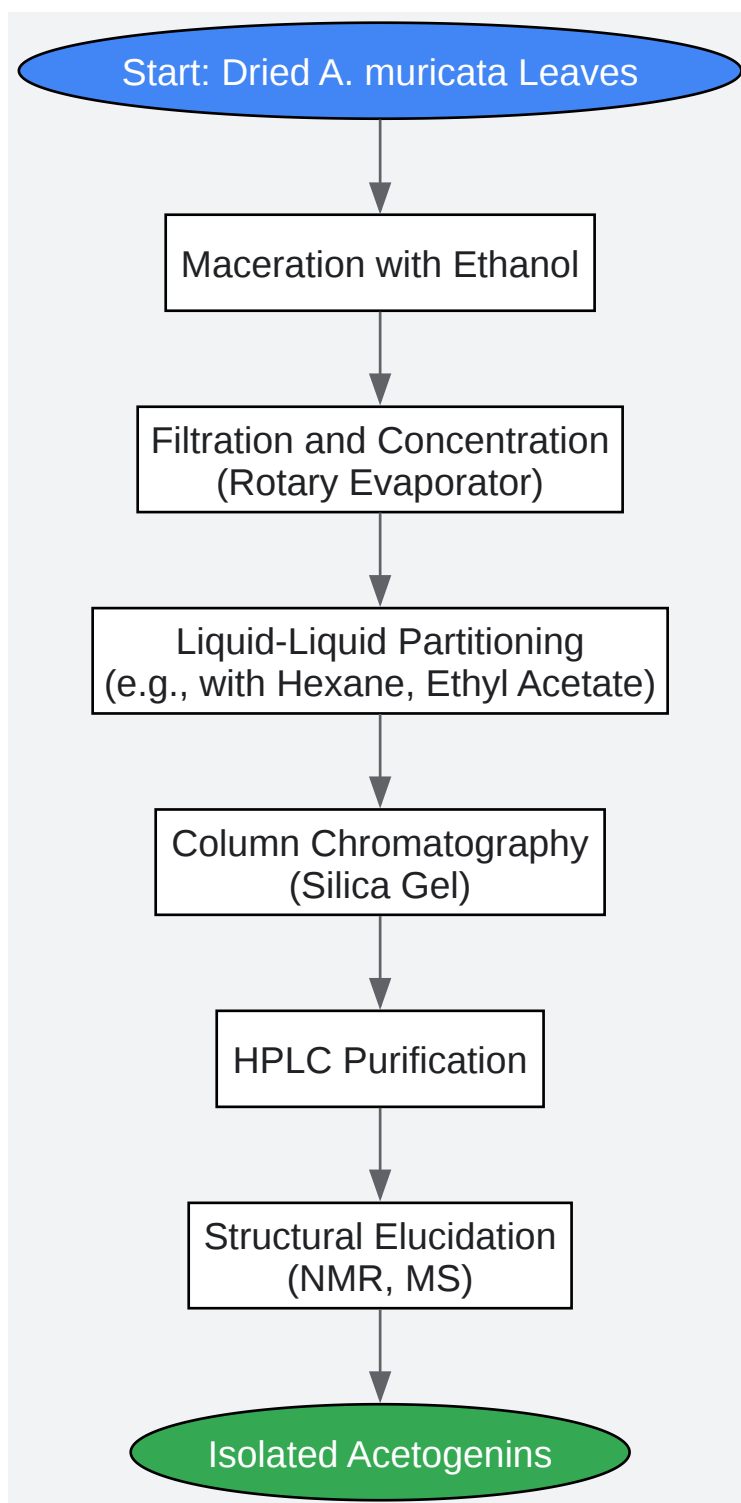 Start: Dried A. muricata Leaves
Maceration with Ethanol
Filtration and Concentration
(Rotary Evaporator)
Liquid-Liquid Partitioning
(e.g., with Hexane, Ethyl Acetate)
Column Chromatography
(Silica Gel)
HPLC Purification
Structural Elucidation
(NMR, MS)
Isolated Acetogenins